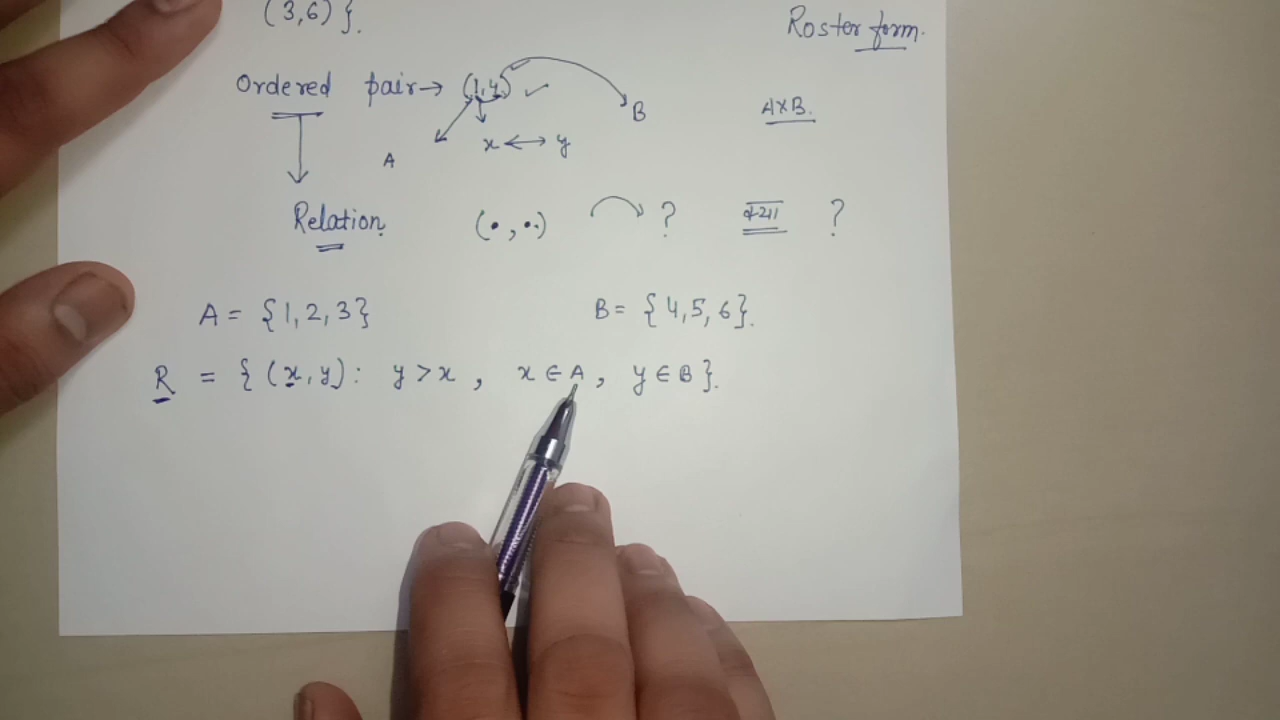 (3,6)}.
Roster form.
Ordered pair→ (1,4) ✓
B
A×B.
A
x ↔ y
Relation. (•,•) ? ?
A = {1,2,3} B = {4,5,6}.
R = {(x,y): y > x , x ∈ A, y ∈ B}.